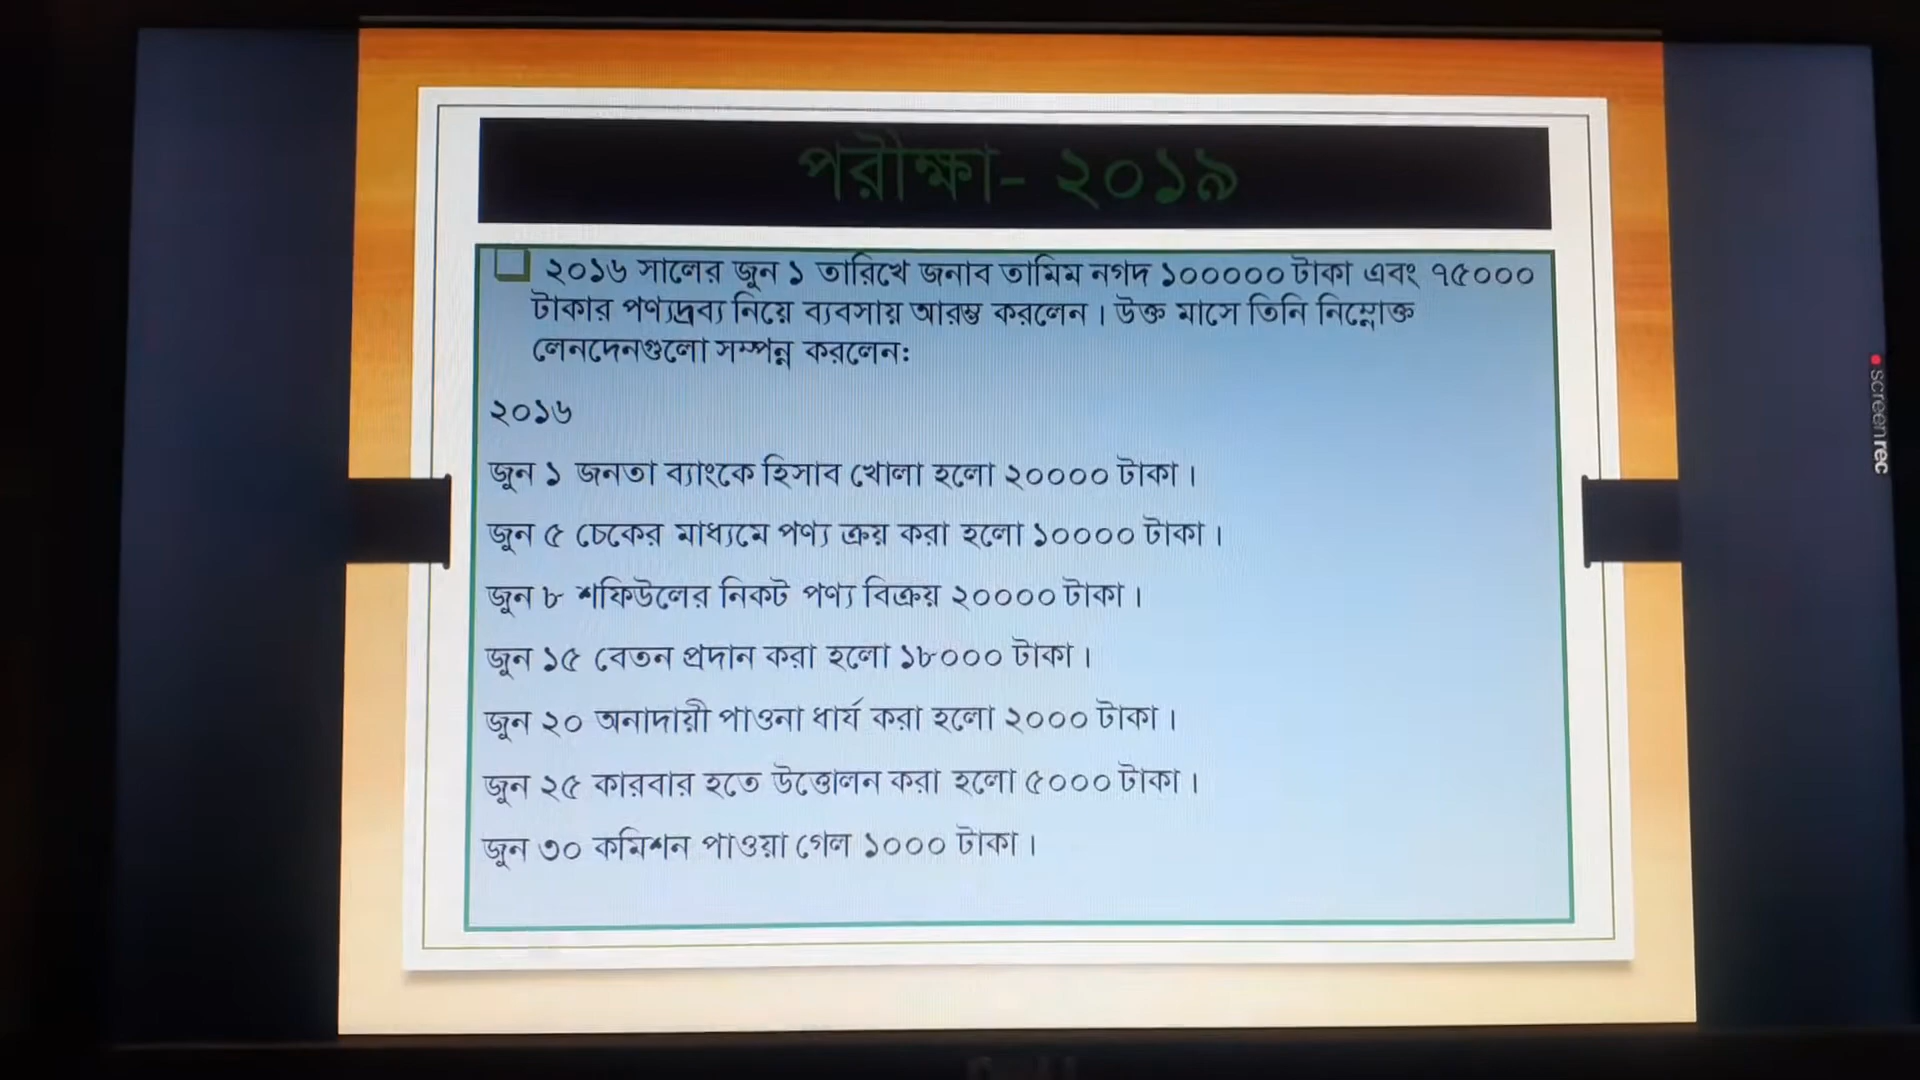 পরীক্ষা- ২০১৯
২০১৬ সালের জুন ১ তারিখে জনাব তামিম নগদ ১০০০০০ টাকা এবং ৭৫০০০
টাকার পণ্যদ্রব্য নিয়ে ব্যবসায় আরম্ভ করলেন। উক্ত মাসে তিনি নিম্নোক্ত
লেনদেনগুলো সম্পন্ন করলেনঃ
২০১৬
জুন ১ জনতা ব্যাংকে হিসাব খোলা হলো ২০০০০ টাকা।
জুন ৫ চেকের মাধ্যমে পণ্য ক্রয় করা হলো ১০০০০ টাকা।
জুন ৮ শফিউলের নিকট পণ্য বিক্রয় ২০০০০ টাকা।
জুন ১৫ বেতন প্রদান করা হলো ১৮০০০ টাকা।
জুন ২০ অনাদায়ী পাওনা ধার্য করা হলো ২০০০ টাকা।
জুন ২৫ কারবার হতে উত্তোলন করা হলো ৫০০০ টাকা।
জুন ৩০ কমিশন পাওয়া গেল ১০০০ টাকা।
screenrec